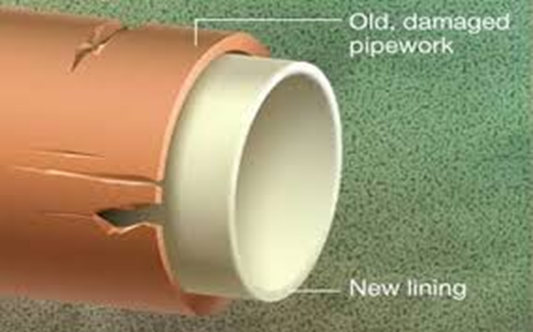 Old, damaged
pipework
New lining